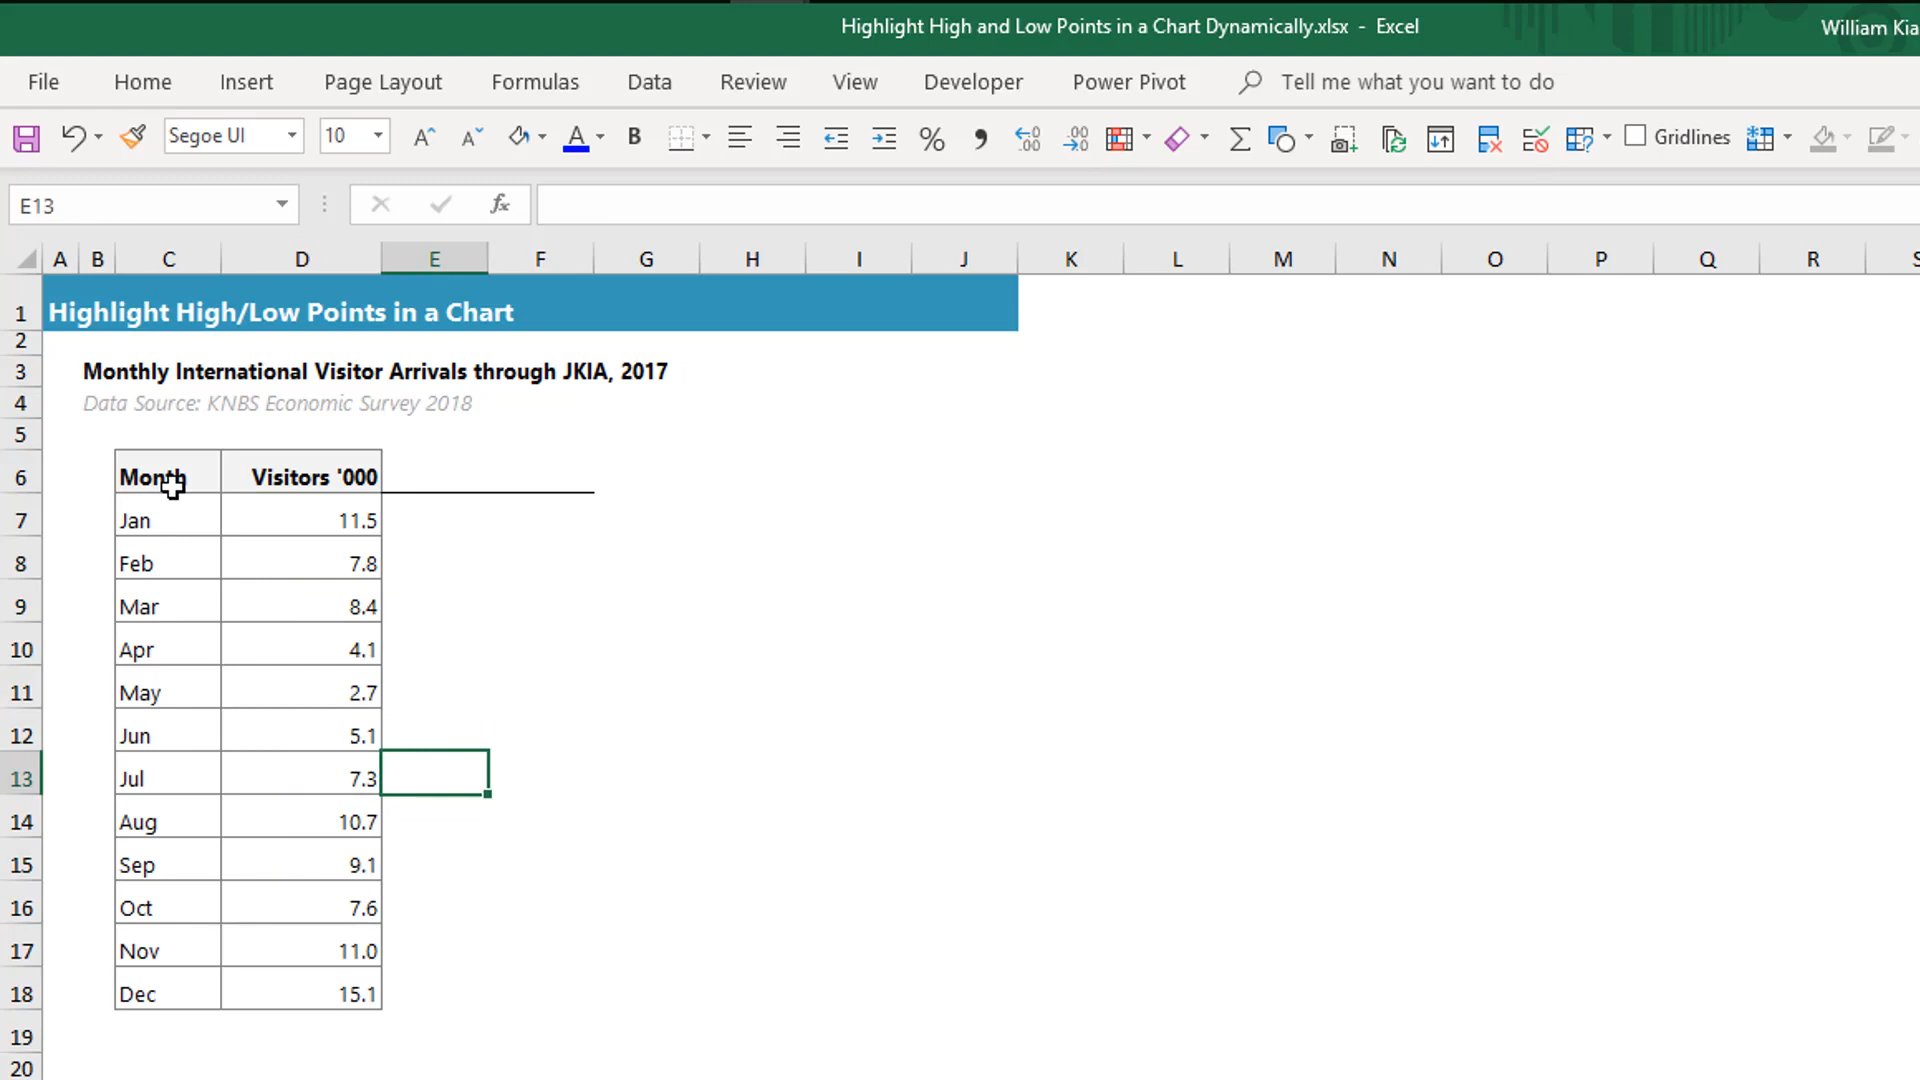 Highlight High and Low Points in a Chart Dynamically.xlsx - Excel
William Kia
File Home Insert Page Layout Formulas Data Review View Developer Power Pivot Tell me what you want to do
Segoe UI 10 A A A B % Σ Gridlines
E13 fx
A B C D E F G H I J K L M N O P Q R S
1 Highlight High/Low Points in a Chart
2
3 Monthly International Visitor Arrivals through JKIA, 2017
4 Data Source: KNBS Economic Survey 2018
5
6 Month Visitors '000
7 Jan 11.5
8 Feb 7.8
9 Mar 8.4
10 Apr 4.1
11 May 2.7
12 Jun 5.1
13 Jul 7.3
14 Aug 10.7
15 Sep 9.1
16 Oct 7.6
17 Nov 11.0
18 Dec 15.1
19
20